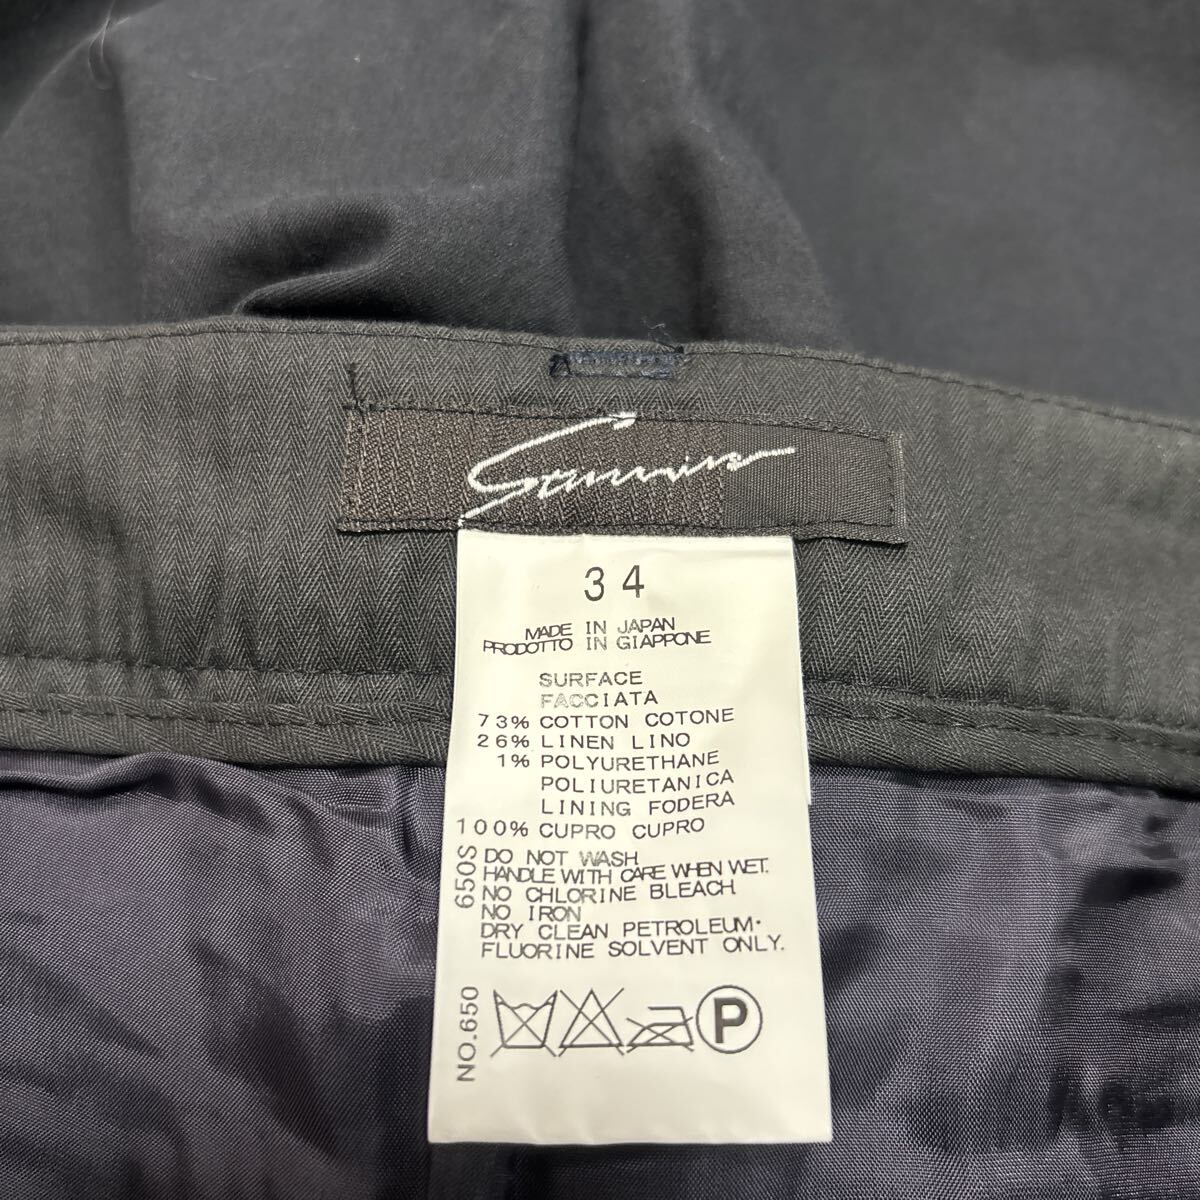 34
MADE IN JAPAN
PRODOTTO IN GIAPPONE
SURFACE
FACCIATA
73% COTTON COTONE
26% LINEN LINO
1% POLYURETHANE
POLIURETANICA
LINING FODERA
100% CUPRO CUPRO
DO NOT WASH
HANDLE WITH CARE WHEN WET.
NO CHLORINE BLEACH
NO IRON
DRY CLEAN PETROLEUM·
FLUORINE SOLVENT ONLY.
650S
NO.650
P